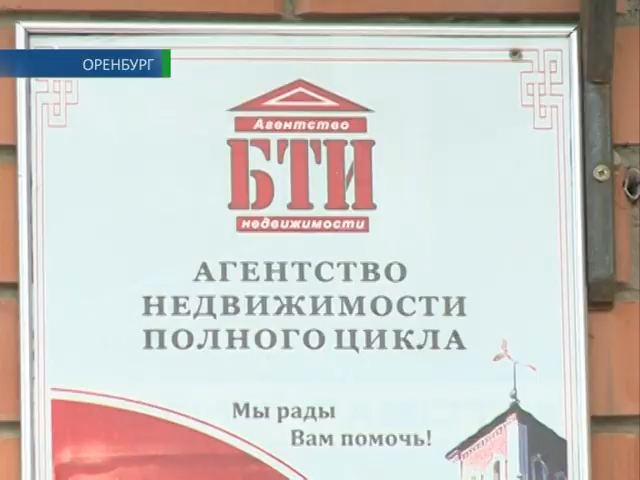 ОРЕНБУРГ
Агентство
БТИ
недвижимости
АГЕНТСТВО
НЕДВИЖИМОСТИ
ПОЛНОГО ЦИКЛА
Мы рады
Вам помочь!